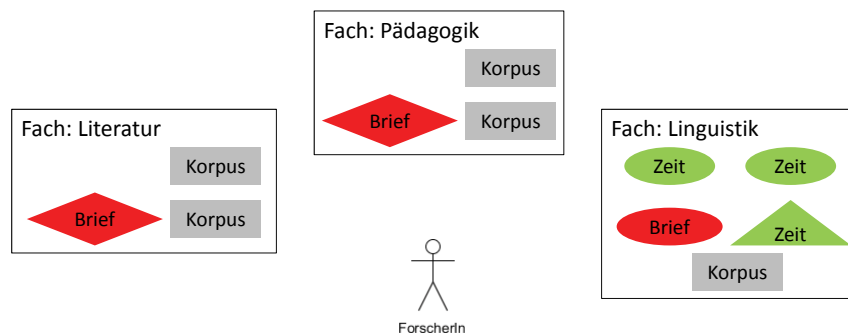 Fach: Pädagogik
Korpus
Brief
Korpus
Fach: Literatur
Korpus
Brief
Korpus
Fach: Linguistik
Zeit
Zeit
Brief
Zeit
Korpus
ForscherIn